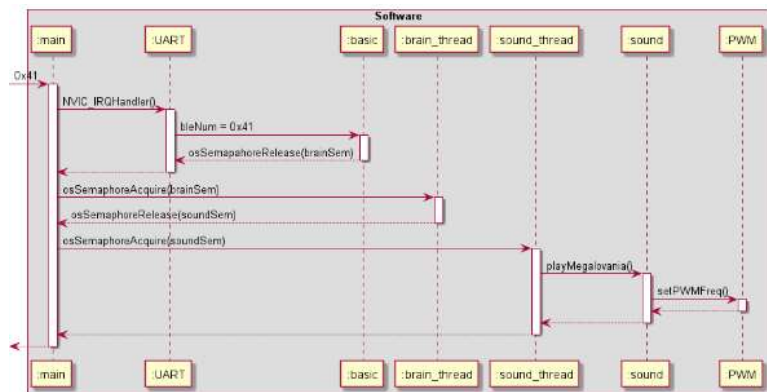 Software
:main :UART :basic :brain_thread :sound_thread :sound :PWM
0x41
NVIC_IRQHandler()
bleNum = 0x41
osSemapahoreRelease(brainSem)
osSemaphoreAcquire(brainSem)
osSemaphoreRelease(soundSem)
osSemaphoreAcquire(soundSem)
playMegalovania()
setPWMFreq()
:main :UART :basic :brain_thread :sound_thread :sound :PWM